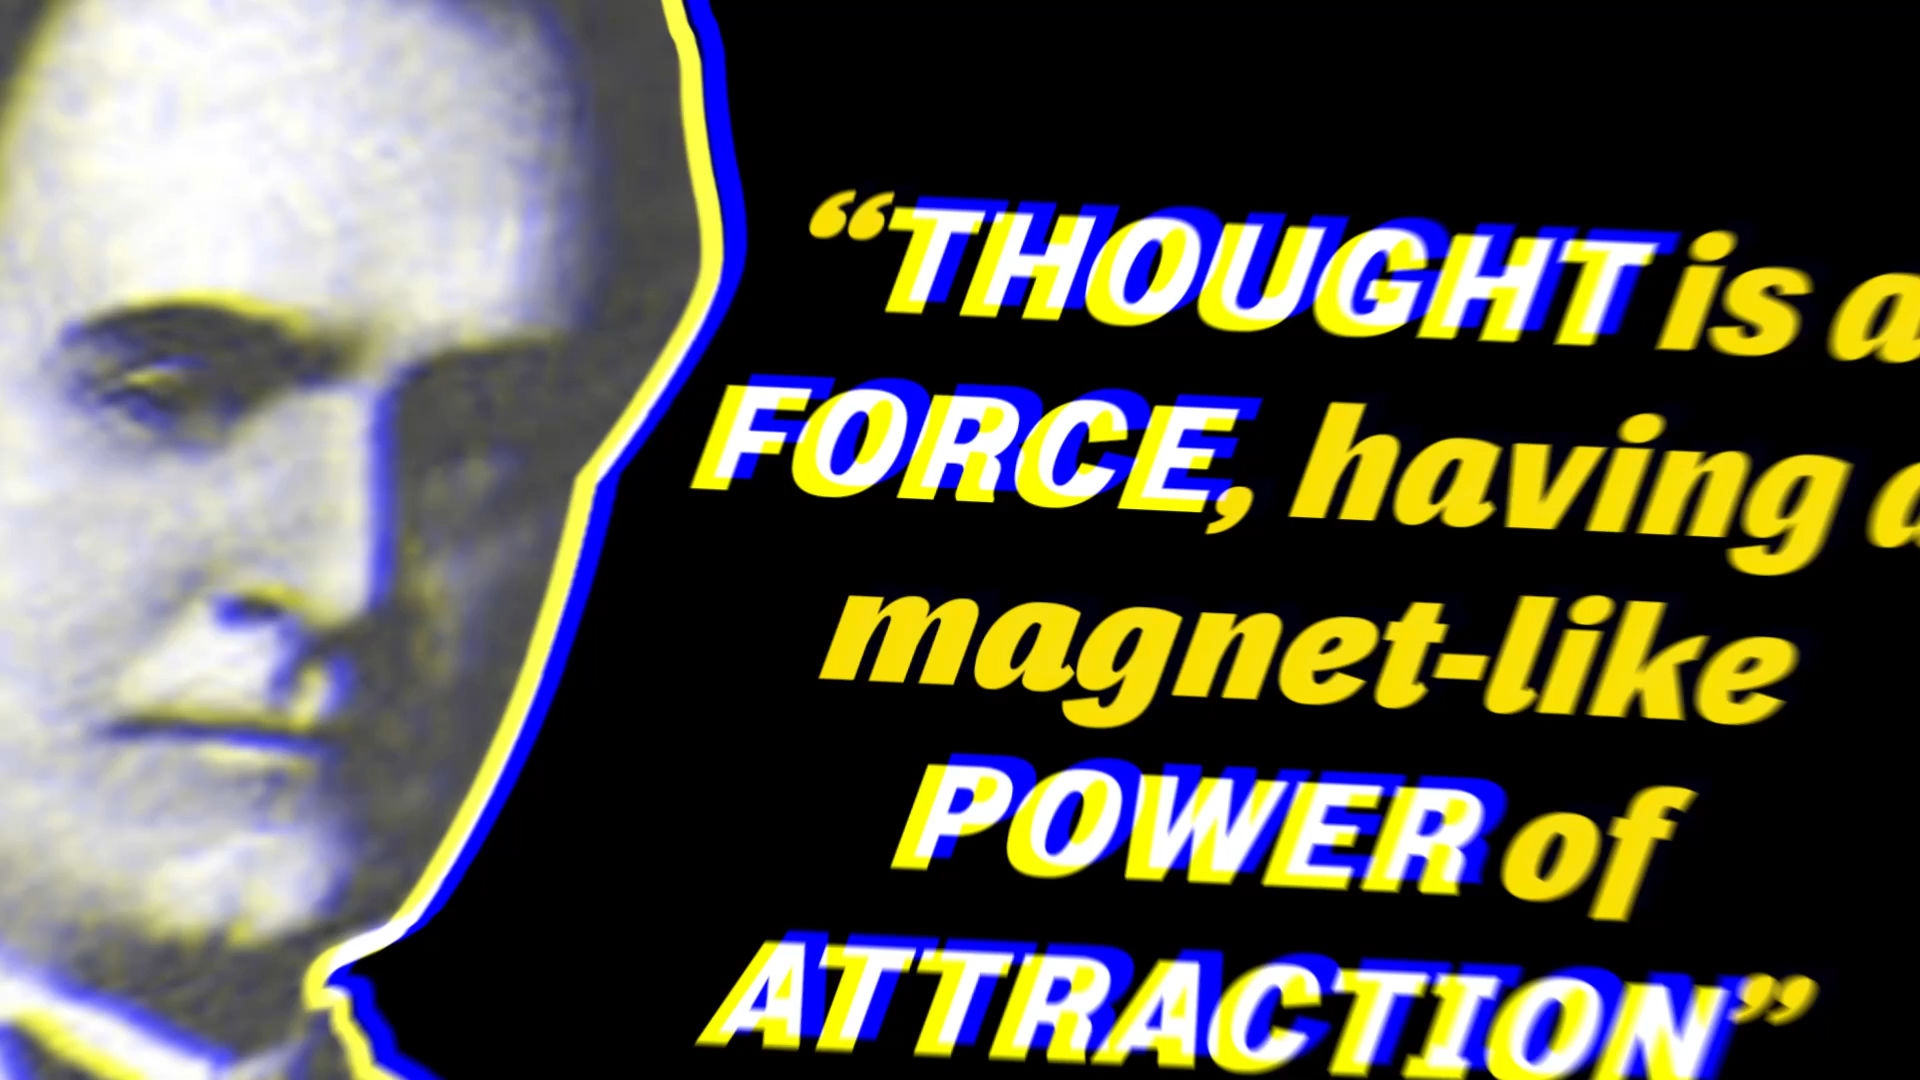 “THOUGHT is a
FORCE, having a
magnet-like
POWER of
ATTRACTION”